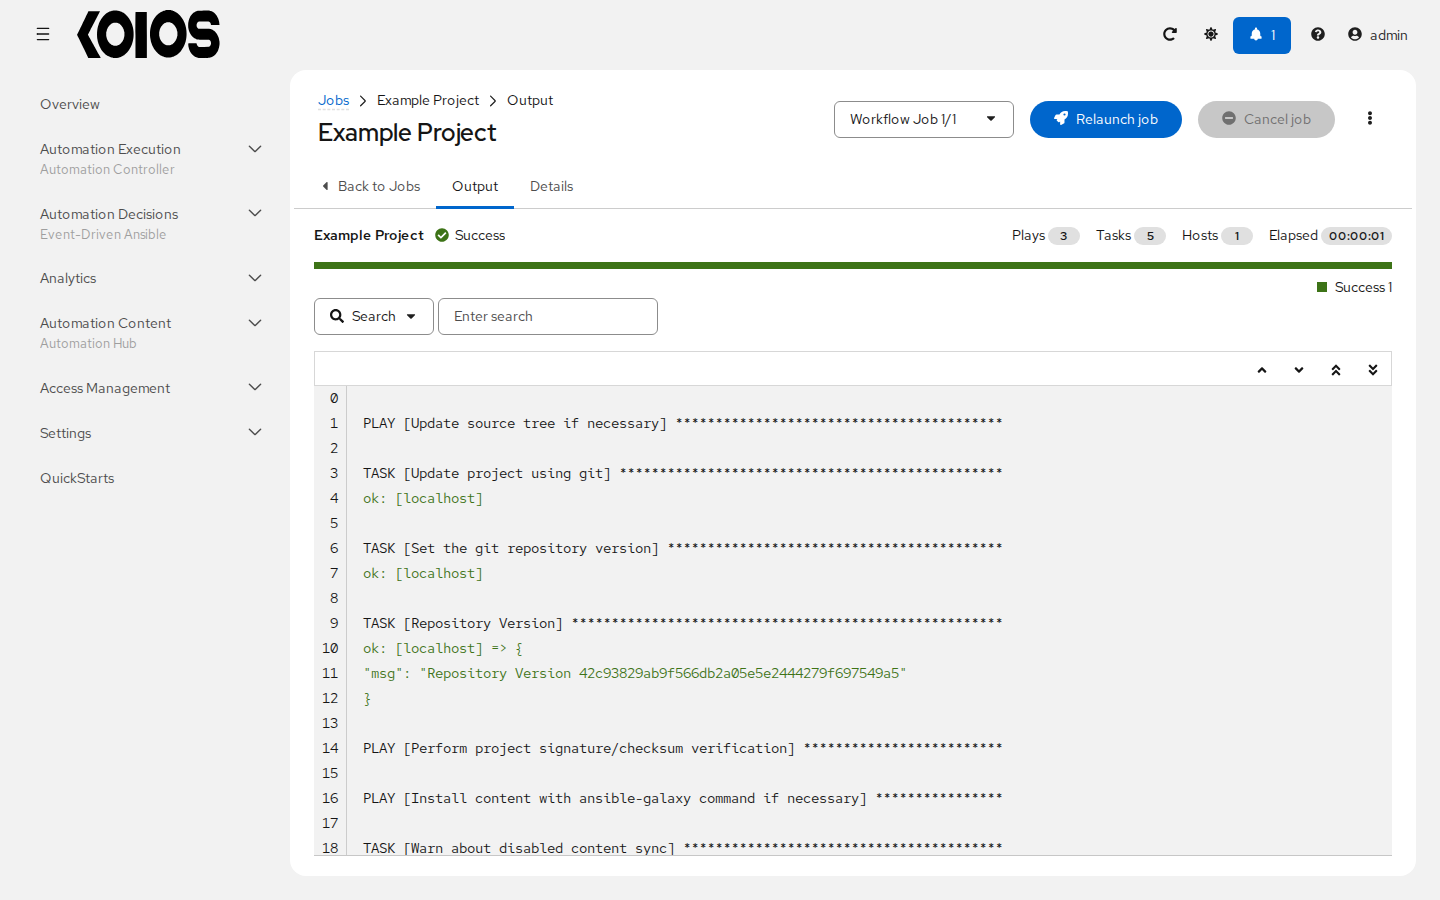 KOIOS
1
admin
Overview
Automation Execution
Automation Controller
Automation Decisions
Event-Driven Ansible
Analytics
Automation Content
Automation Hub
Access Management
Settings
QuickStarts
Jobs > Example Project > Output
Example Project
Workflow Job 1/1
Relaunch job
Cancel job
Back to Jobs
Output
Details
Example Project Success
Plays 3 Tasks 5 Hosts 1 Elapsed 00:00:01
Success 1
Search
Enter search
0
1 PLAY [Update source tree if necessary] *****************************************
2
3 TASK [Update project using git] ************************************************
4 ok: [localhost]
5
6 TASK [Set the git repository version] ******************************************
7 ok: [localhost]
8
9 TASK [Repository Version] ******************************************************
10 ok: [localhost] => {
11 "msg": "Repository Version 42c93829ab9f566db2a05e5e2444279f697549a5"
12 }
13
14 PLAY [Perform project signature/checksum verification] *************************
15
16 PLAY [Install content with ansible-galaxy command if necessary] ****************
17
18 TASK [Warn about disabled content sync] ****************************************